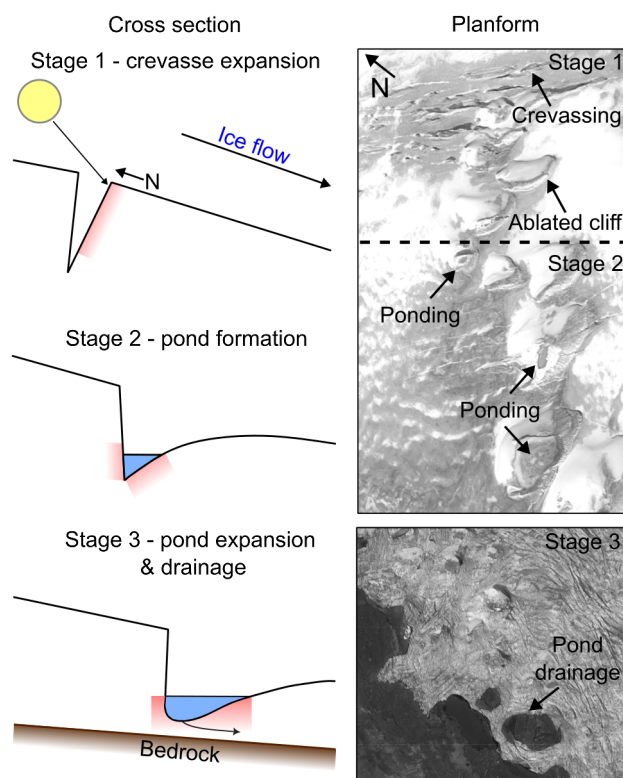 Cross section
Stage 1 - crevasse expansion
Ice flow
N
Stage 2 - pond formation
Stage 3 - pond expansion
& drainage
Bedrock
Planform
Stage 1
N
Crevassing
Ablated cliff
Stage 2
Ponding
Ponding
Stage 3
Pond
drainage